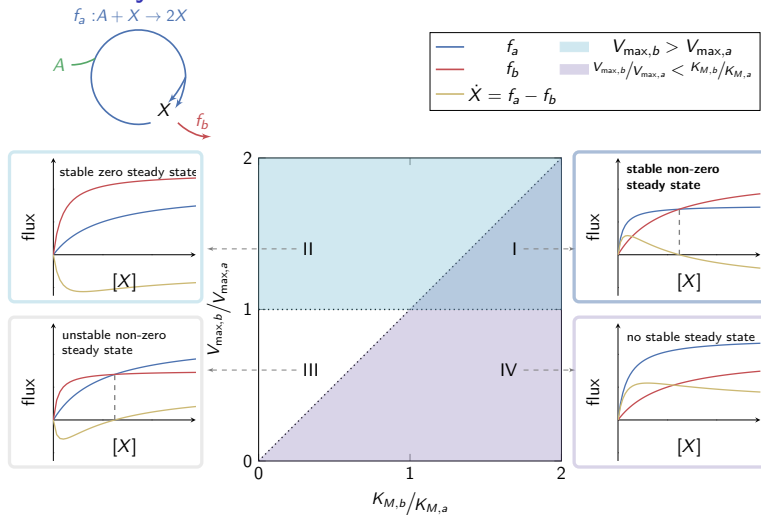 f_a : A + X → 2X
A
X
f_b
f_a
V_max,b > V_max,a
f_b
V_max,b/V_max,a < K_M,b/K_M,a
Ẋ = f_a − f_b
stable zero steady state
flux
[X]
unstable non-zero
steady state
flux
[X]
2
1
0
V_max,b/V_max,a
II
I
III
IV
0
1
2
K_M,b/K_M,a
stable non-zero
steady state
flux
[X]
no stable steady state
flux
[X]